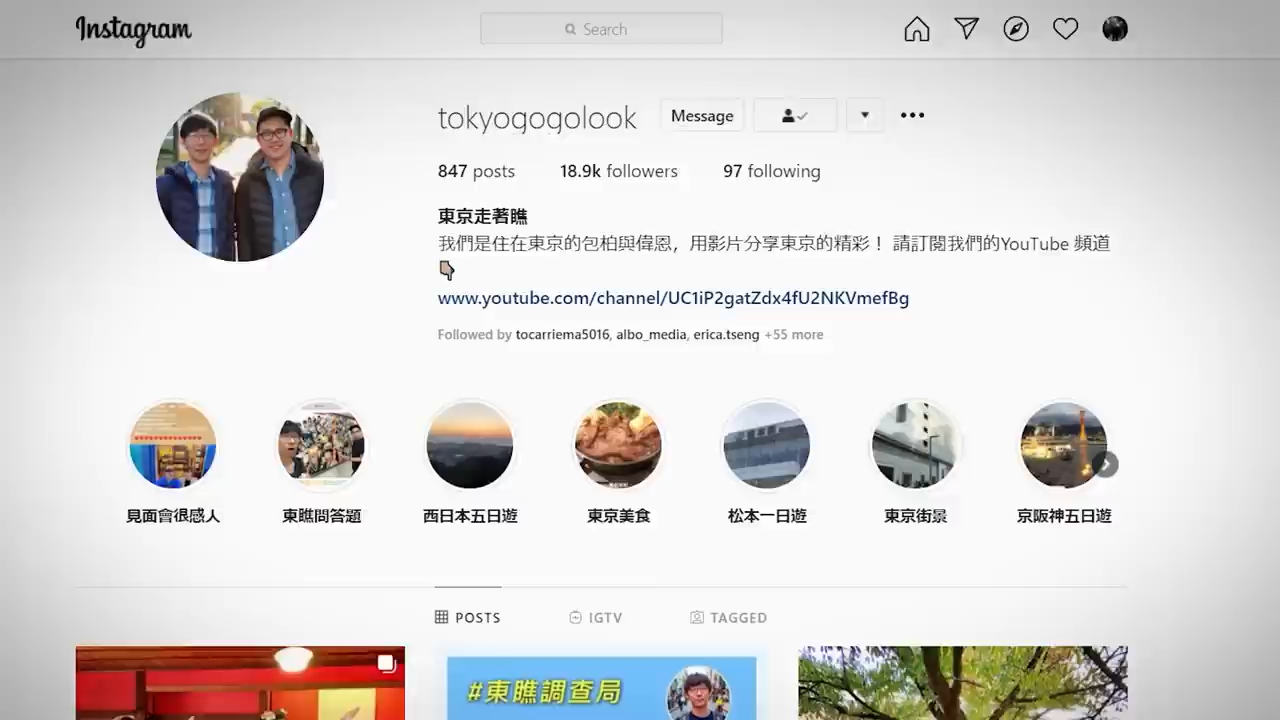 Instagram
Search
tokyogogolook
Message
847 posts 18.9k followers 97 following
東京走著瞧
我們是住在東京的包柏與偉恩，用影片分享東京的精彩！ 請訂閱我們的YouTube 頻道
👇🏽
www.youtube.com/channel/UC1iP2gatZdx4fU2NKVmefBg
Followed by tocarriema5016, albo_media, erica.tseng +55 more
見面會很感人
東瞧問答題
西日本五日遊
東京美食
松本一日遊
東京街景
京阪神五日遊
POSTS
IGTV
TAGGED
#東瞧調查局